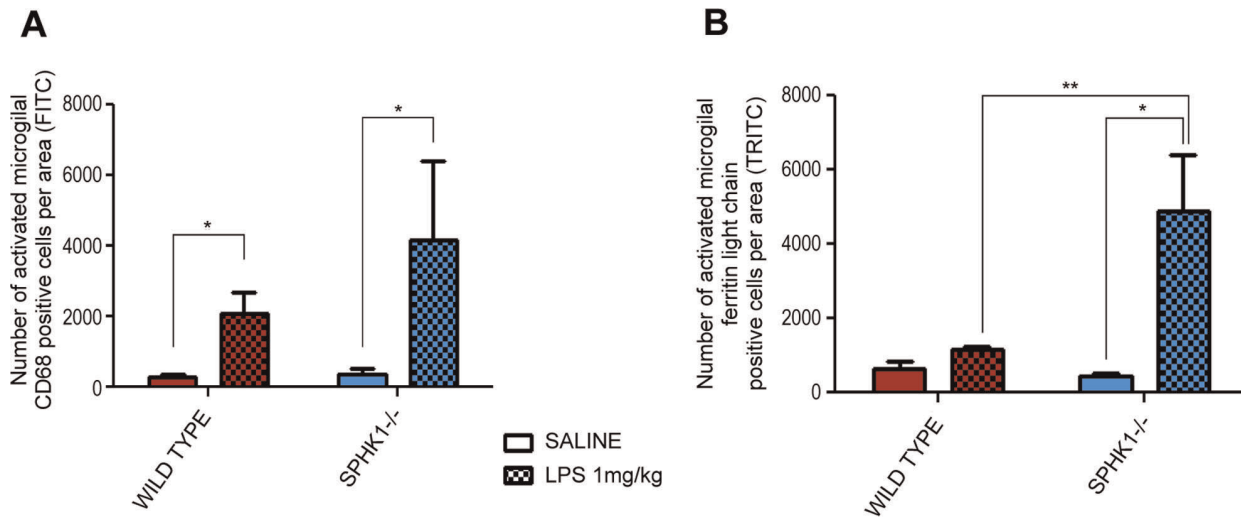 A
Number of activated microgilal
CD68 positive cells per area (FITC)
8000
6000
4000
2000
0
*
*
WILD TYPE
SPHK1-/-
SALINE
LPS 1mg/kg
B
Number of activated microgilal
ferritin light chain
positive cells per area (TRITC)
8000
6000
4000
2000
0
**
*
WILD TYPE
SPHK1-/-